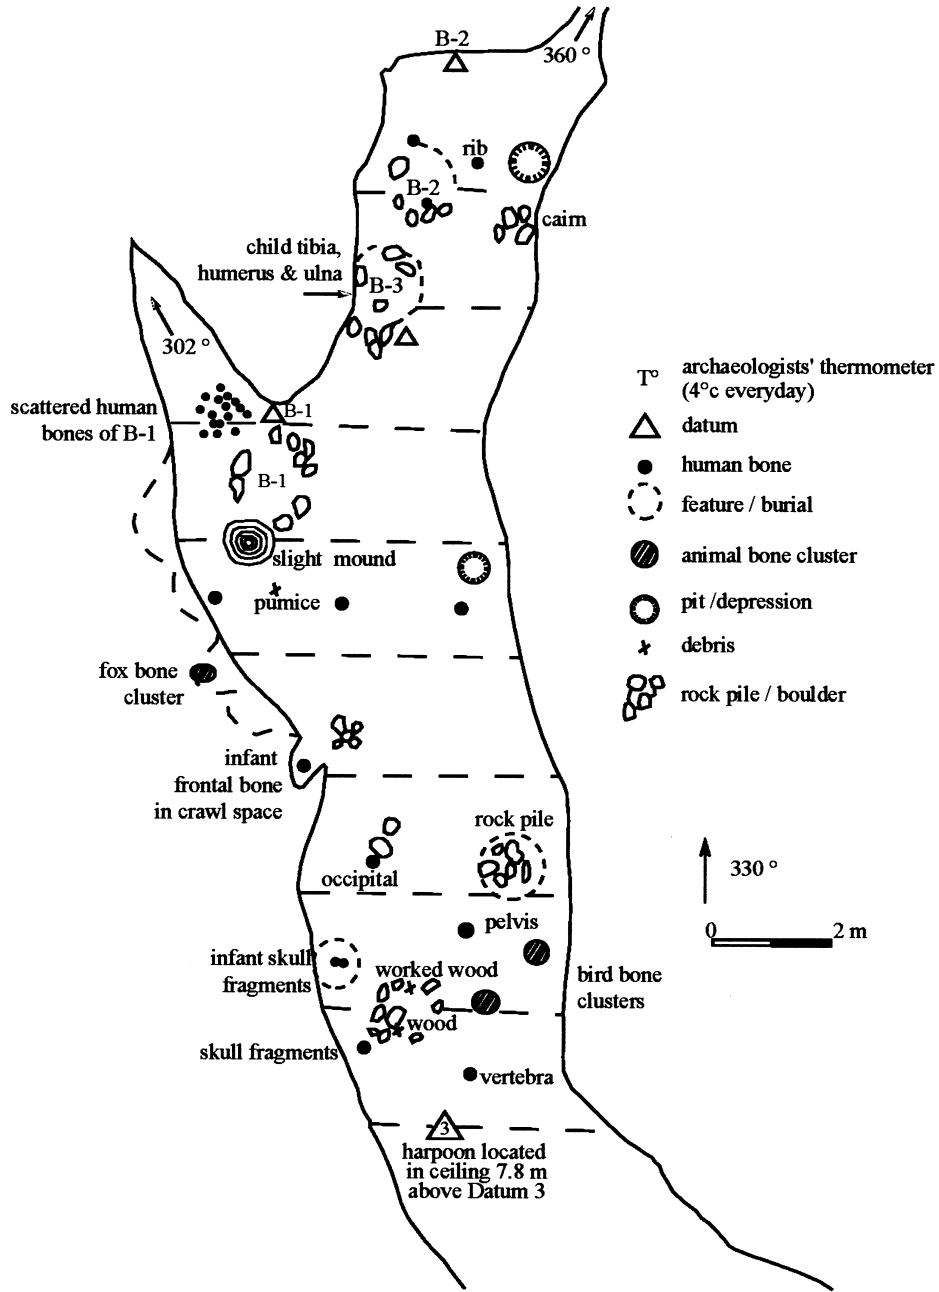 B-2
360 °
rib
B-2
cairn
child tibia,
humerus & ulna
B-3
302 °
scattered human
bones of B-1
B-1
B-1
slight mound
pumice
fox bone
cluster
infant
frontal bone
in crawl space
rock pile
occipital
pelvis
infant skull
fragments
worked wood
bird bone
clusters
wood
skull fragments
vertebra
3
harpoon located
in ceiling 7.8 m
above Datum 3
T° archaeologists' thermometer
(4°c everyday)
datum
human bone
feature / burial
animal bone cluster
pit /depression
debris
rock pile / boulder
330 °
0 2 m